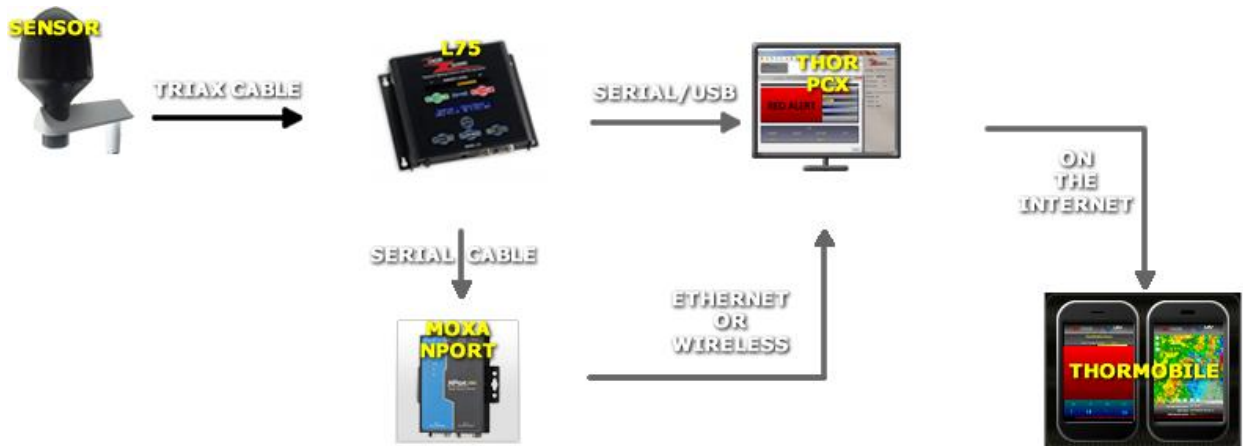 SENSOR
TRIAX CABLE
L75
SERIAL/USB
THOR
PCX
RED ALERT
ON
THE
INTERNET
SERIAL CABLE
MOXA
NPORT
NPort
ETHERNET
OR
WIRELESS
THORMOBILE